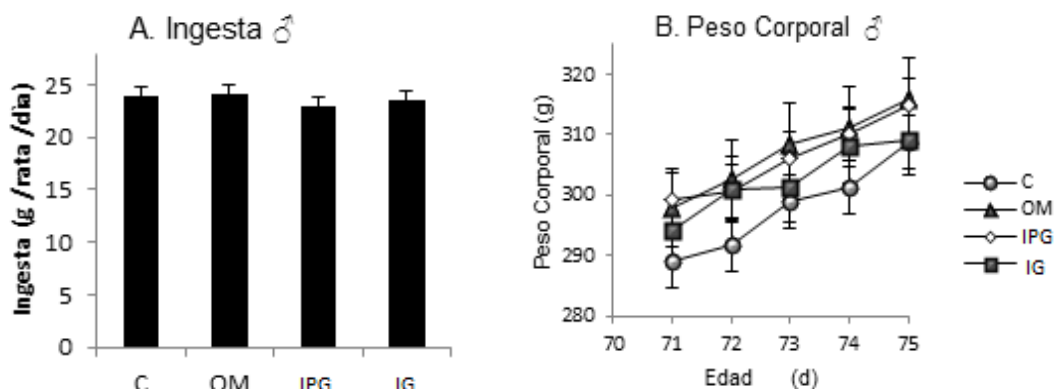 A. Ingesta ♂
Ingesta (g /rata /día)
25
20
15
10
5
0
C OM IPG IG
B. Peso Corporal ♂
Peso Corporal (g)
320
310
300
290
280
70 71 72 73 74 75
Edad (d)
C
OM
IPG
IG